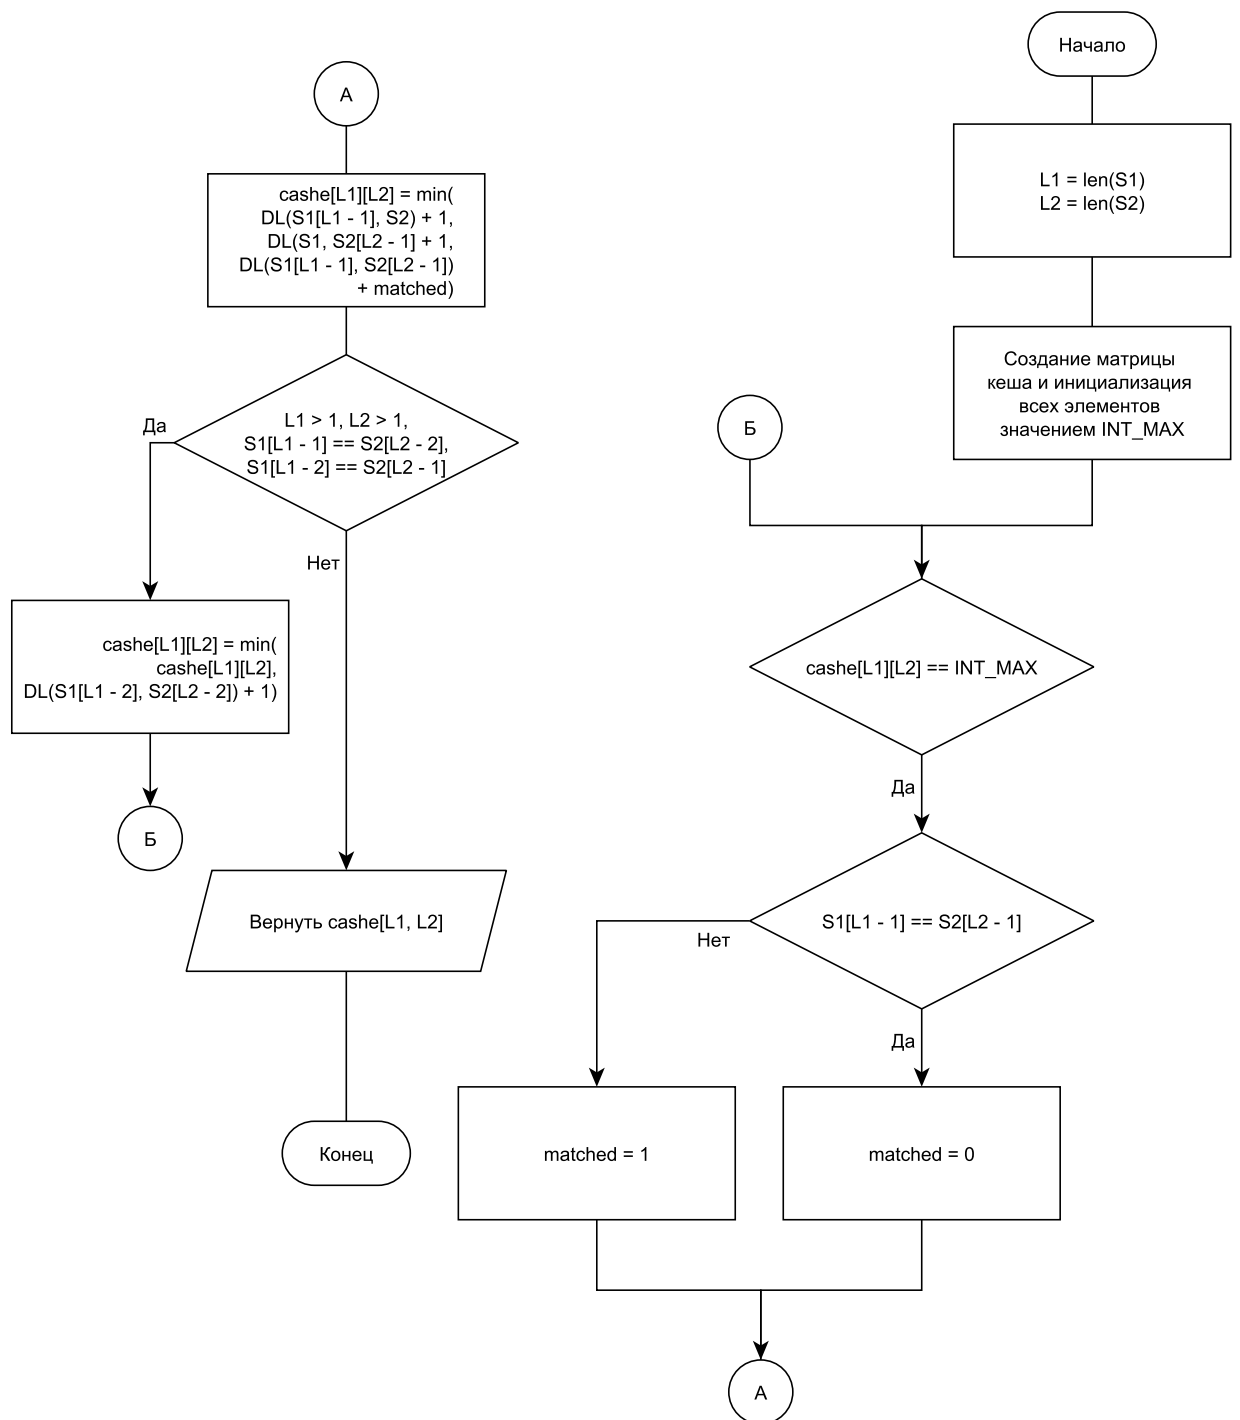 Начало
L1 = len(S1)
L2 = len(S2)
Создание матрицы
кеша и инициализация
всех элементов
значением INT_MAX
Б
cashe[L1][L2] == INT_MAX
Да
S1[L1 - 1] == S2[L2 - 1]
Нет
Да
matched = 1
matched = 0
А
А
cashe[L1][L2] = min(
DL(S1[L1 - 1], S2) + 1,
DL(S1, S2[L2 - 1] + 1,
DL(S1[L1 - 1], S2[L2 - 1])
+ matched)
L1 > 1, L2 > 1,
S1[L1 - 1] == S2[L2 - 2],
S1[L1 - 2] == S2[L2 - 1]
Да
Нет
cashe[L1][L2] = min(
cashe[L1][L2],
DL(S1[L1 - 2], S2[L2 - 2]) + 1)
Б
Вернуть cashe[L1, L2]
Конец